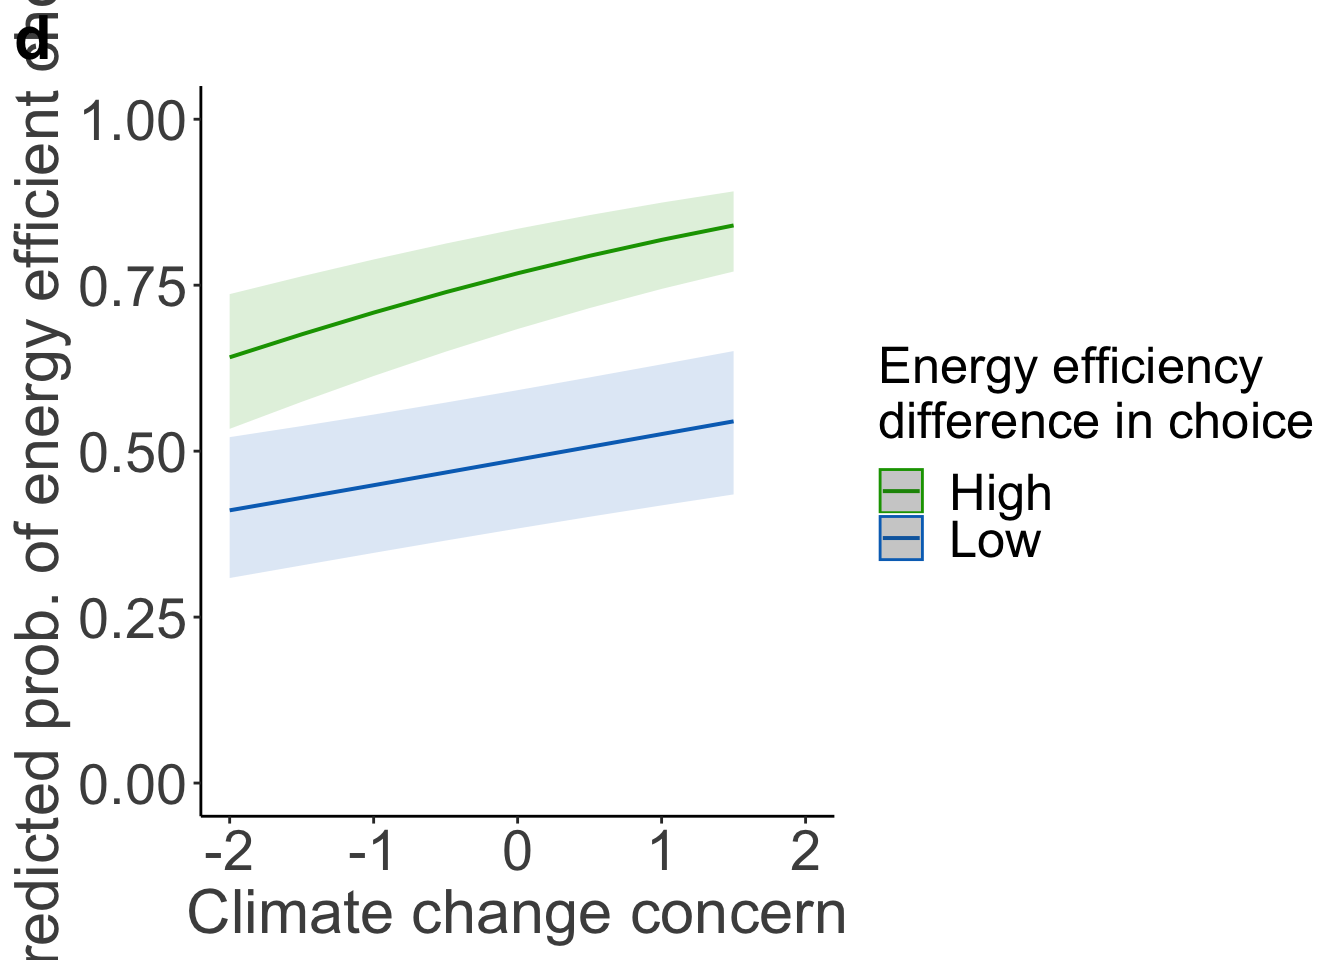 d
redicted prob. of energy efficient
1.00
0.75
0.50
0.25
0.00
-2 -1 0 1 2
Climate change concern
Energy efficiency
difference in choice
High
Low